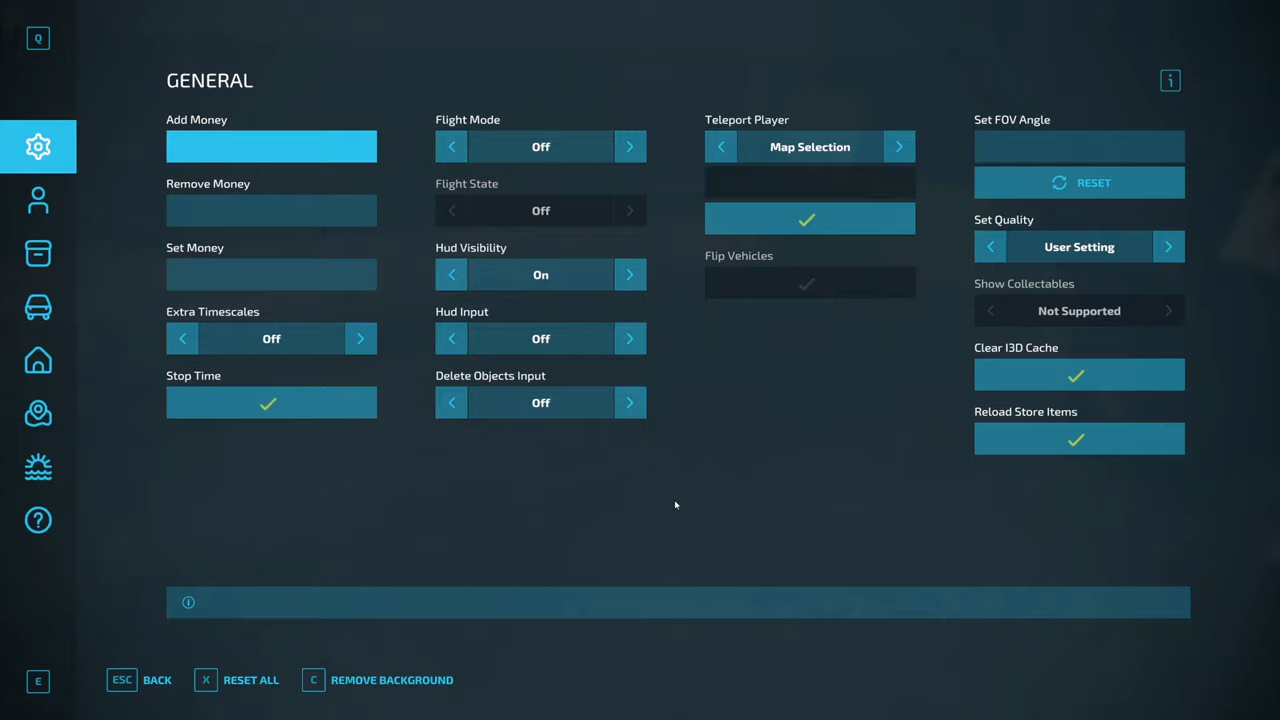 Q
GENERAL
i
Add Money
Remove Money
Set Money
Extra Timescales
Off
Stop Time
Flight Mode
Off
Flight State
Off
Hud Visibility
On
Hud Input
Off
Delete Objects Input
Off
Teleport Player
Map Selection
Flip Vehicles
Set FOV Angle
RESET
Set Quality
User Setting
Show Collectables
Not Supported
Clear I3D Cache
Reload Store Items
E
ESC BACK X RESET ALL C REMOVE BACKGROUND